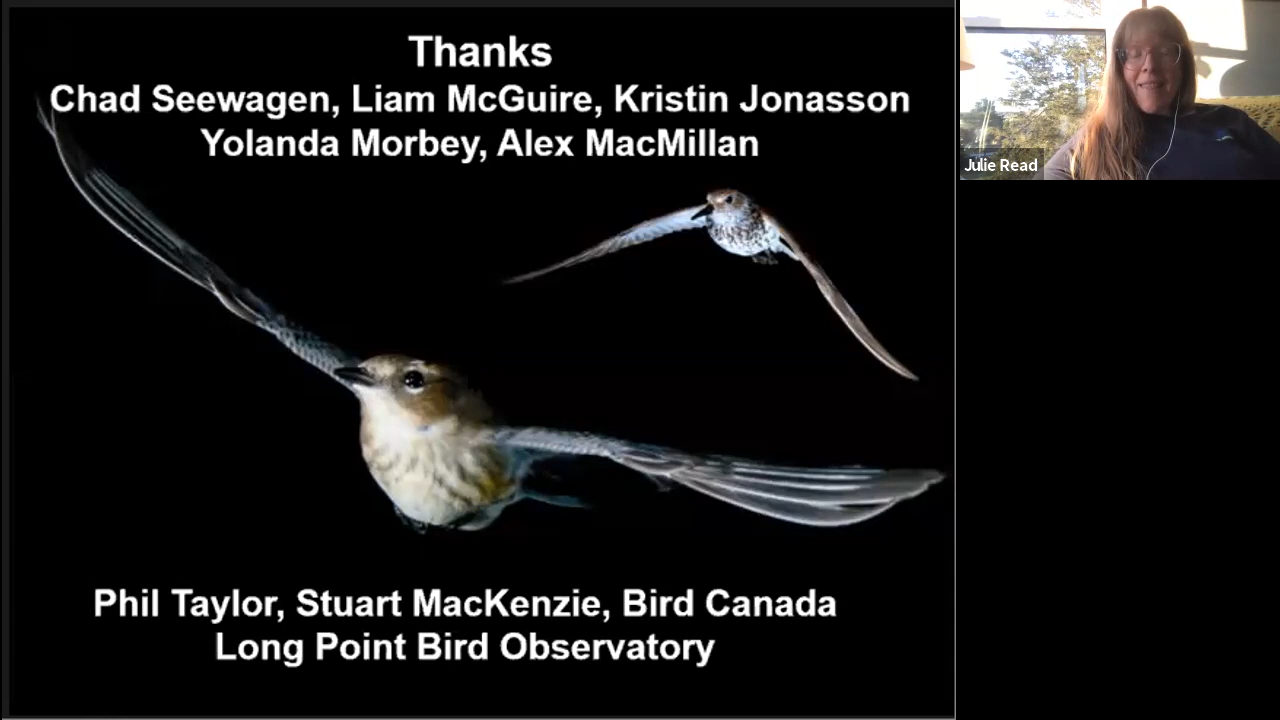 Thanks
Chad Seewagen, Liam McGuire, Kristin Jonasson
Yolanda Morbey, Alex MacMillan
Julie Read
Phil Taylor, Stuart MacKenzie, Bird Canada
Long Point Bird Observatory